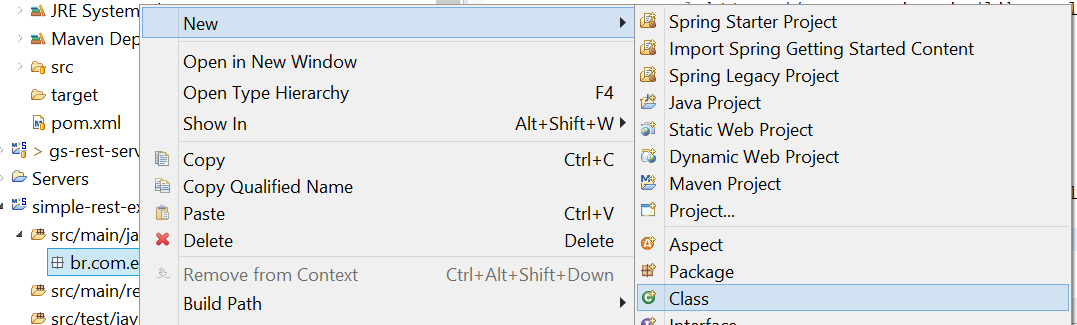 JRE System
Maven Dep
src
target
pom.xml
> gs-rest-ser
Servers
simple-rest-ex
src/main/ja
br.com.e
src/main/re
src/test/jav
New
Open in New Window
Open Type Hierarchy F4
Show In Alt+Shift+W
Copy Ctrl+C
Copy Qualified Name
Paste Ctrl+V
Delete Delete
Remove from Context Ctrl+Alt+Shift+Down
Build Path
Spring Starter Project
Import Spring Getting Started Content
Spring Legacy Project
Java Project
Static Web Project
Dynamic Web Project
Maven Project
Project...
Aspect
Package
Class
Interface